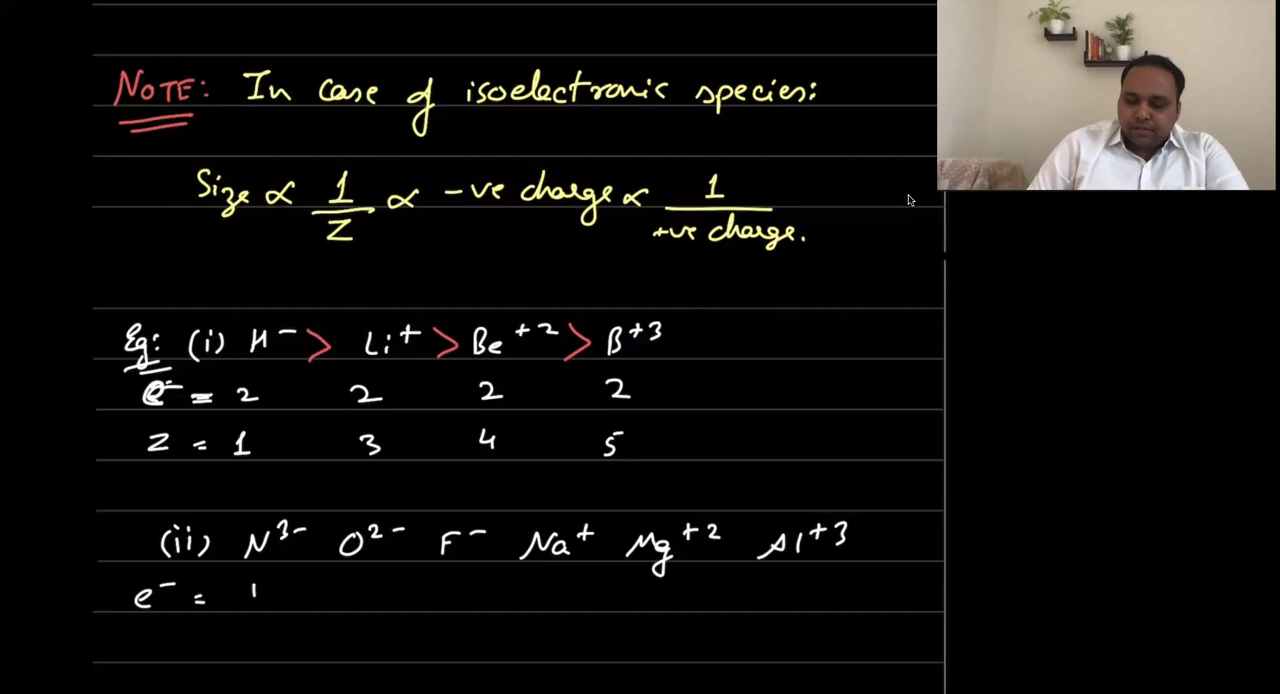 NOTE: In case of isoelectronic species:
Size ∝ 1/Z ∝ -ve charge ∝ 1/+ve charge.
Eg: (i) H⁻ > Li⁺ > Be⁺² > B⁺³
e⁻ = 2 2 2 2
Z = 1 3 4 5
(ii) N³⁻ O²⁻ F⁻ Na⁺ Mg⁺² Al⁺³
e⁻ = 1